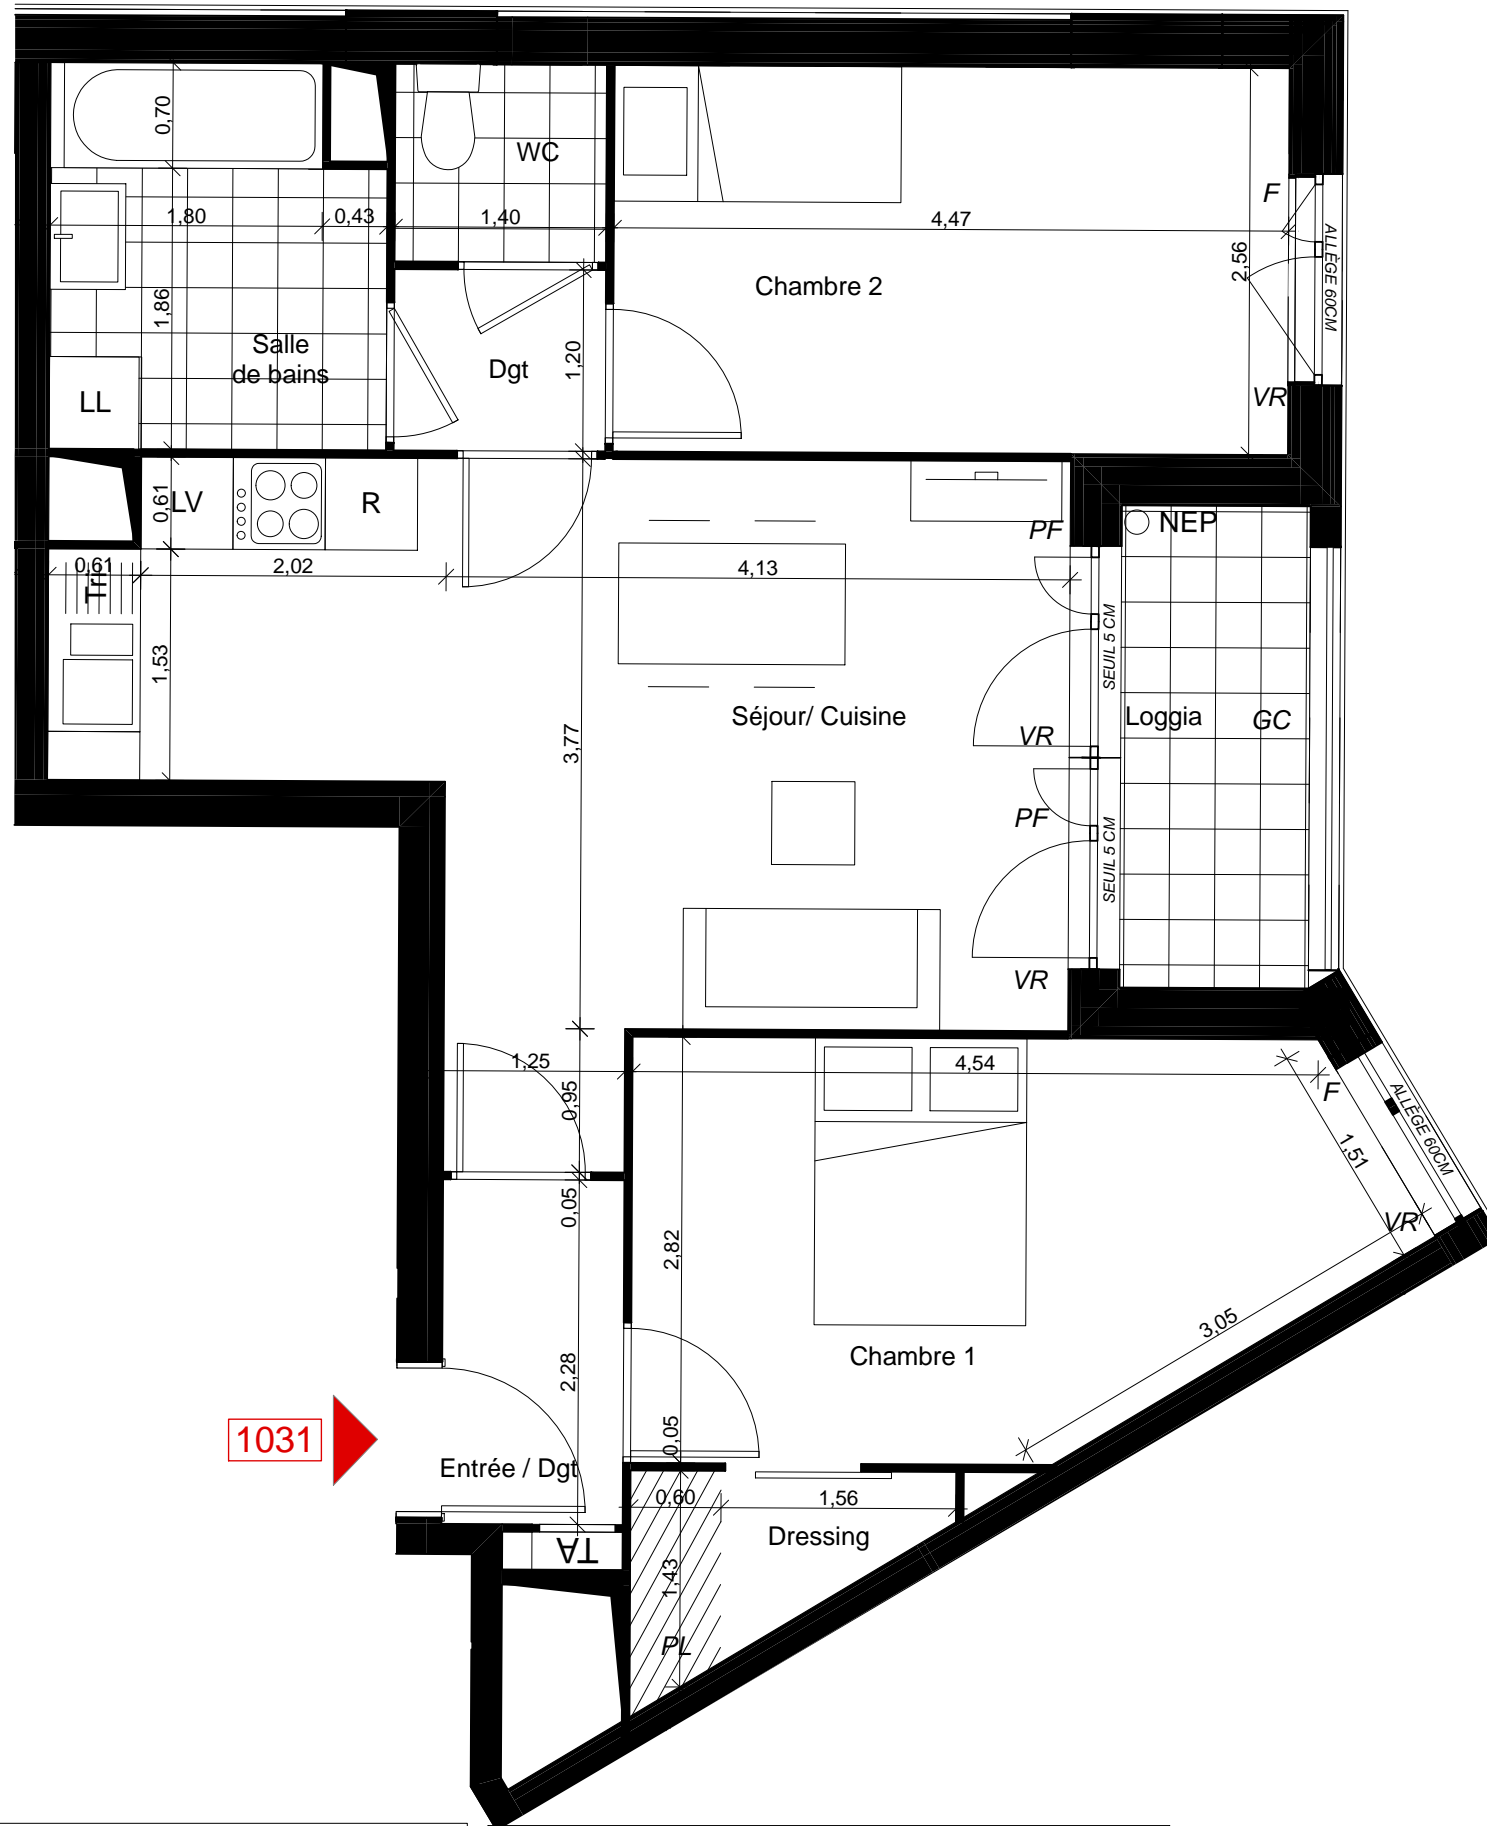 0,70
WC
1,80
0,43
1,40
4,47
F
ALLÈGE 60CM
2,56
Chambre 2
1,86
Salle
de bains
Dgt
1,20
VR
LL
LV
R
0,61
PF
NEP
0,61
Tri
2,02
4,13
SEUIL 5 CM
1,53
Séjour/ Cuisine
Loggia
GC
3,77
VR
PF
SEUIL 5 CM
VR
1,25
4,54
0,95
F
ALLÈGE 60CM
1,51
0,05
VR
2,82
3,05
2,28
Chambre 1
1031
0,05
Entrée / Dgt
0,60
1,56
Dressing
TA
1,43
PL